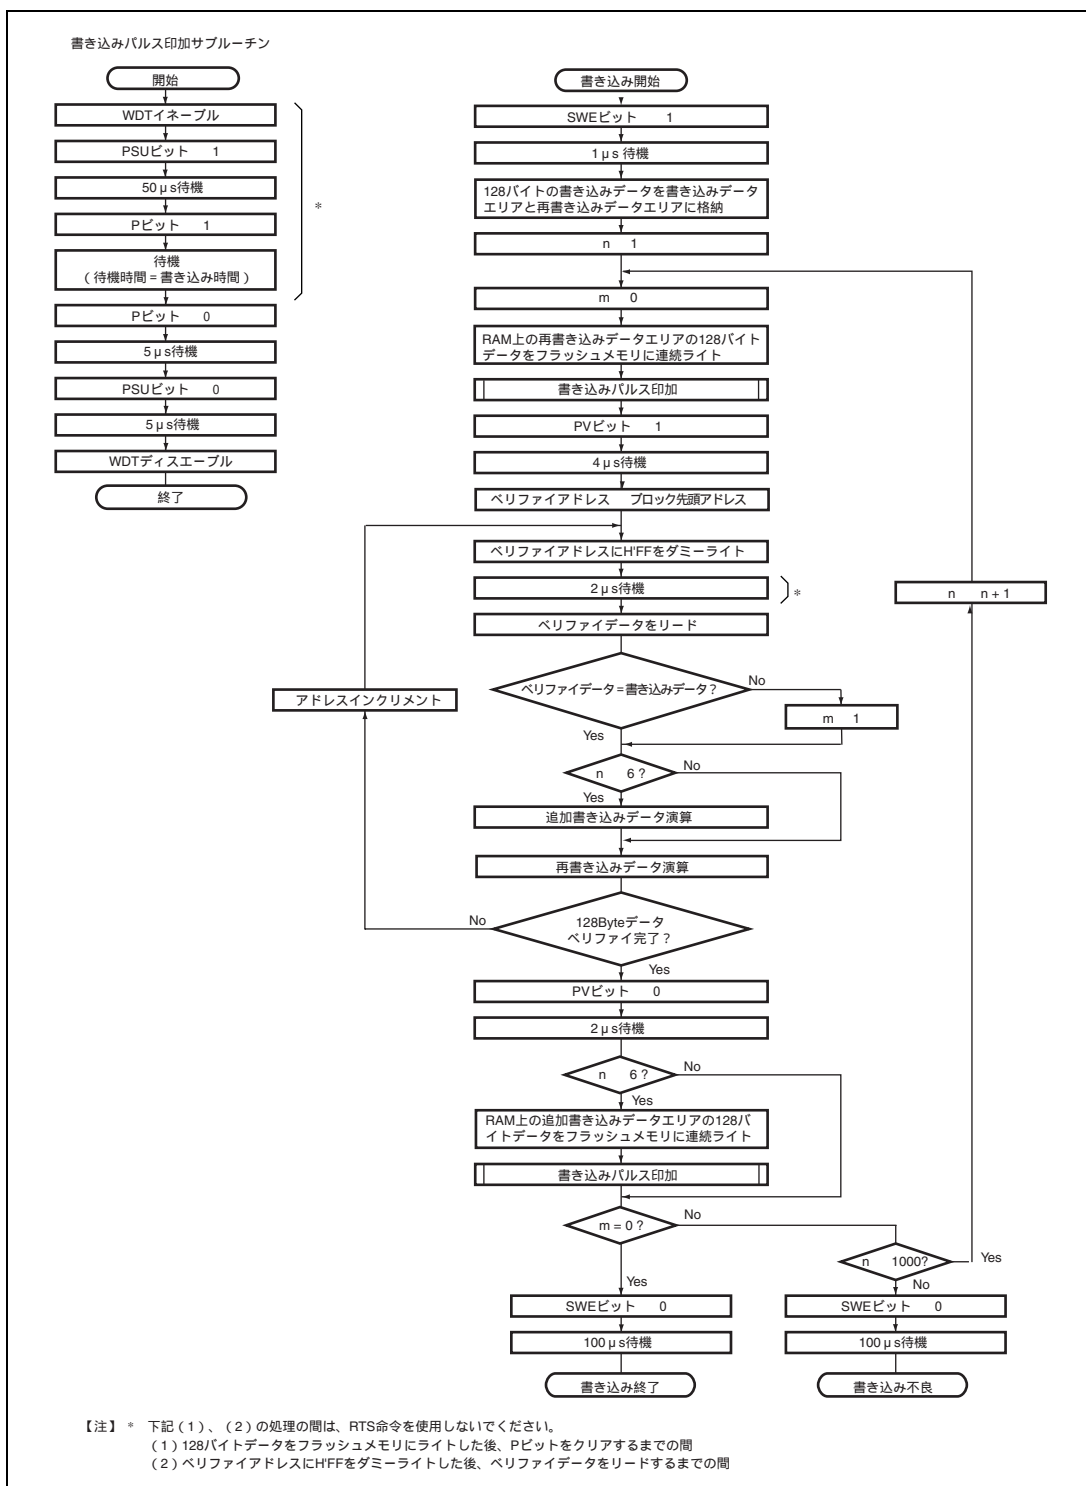 書き込みパルス印加サブルーチン
開始
WDTイネーブル
PSUビット 1
50μs待機
Pビット 1
待機
(待機時間=書き込み時間)
*
Pビット 0
5μs待機
PSUビット 0
5μs待機
WDTディスエーブル
終了
書き込み開始
SWEビット 1
1μs 待機
128バイトの書き込みデータを書き込みデータ
エリアと再書き込みデータエリアに格納
n 1
m 0
RAM上の再書き込みデータエリアの128バイト
データをフラッシュメモリに連続ライト
書き込みパルス印加
PVビット 1
4μs待機
ベリファイアドレス ブロック先頭アドレス
ベリファイアドレスにH'FFをダミーライト
2μs待機
*
ベリファイデータをリード
ベリファイデータ=書き込みデータ?
No
m 1
Yes
n 6?
No
Yes
追加書き込みデータ演算
再書き込みデータ演算
128Byteデータ
ベリファイ完了?
No
アドレスインクリメント
Yes
PVビット 0
2μs待機
n 6?
No
Yes
RAM上の追加書き込みデータエリアの128バ
イトデータをフラッシュメモリに連続ライト
書き込みパルス印加
m = 0?
No
n 1000?
Yes
n n + 1
Yes
No
SWEビット 0
SWEビット 0
100μs待機
100μs待機
書き込み終了
書き込み不良
【注】 * 下記(1)、(2)の処理の間は、RTS命令を使用しないでください。
(1)128バイトデータをフラッシュメモリにライトした後、Pビットをクリアするまでの間
(2)ベリファイアドレスにH'FFをダミーライトした後、ベリファイデータをリードするまでの間